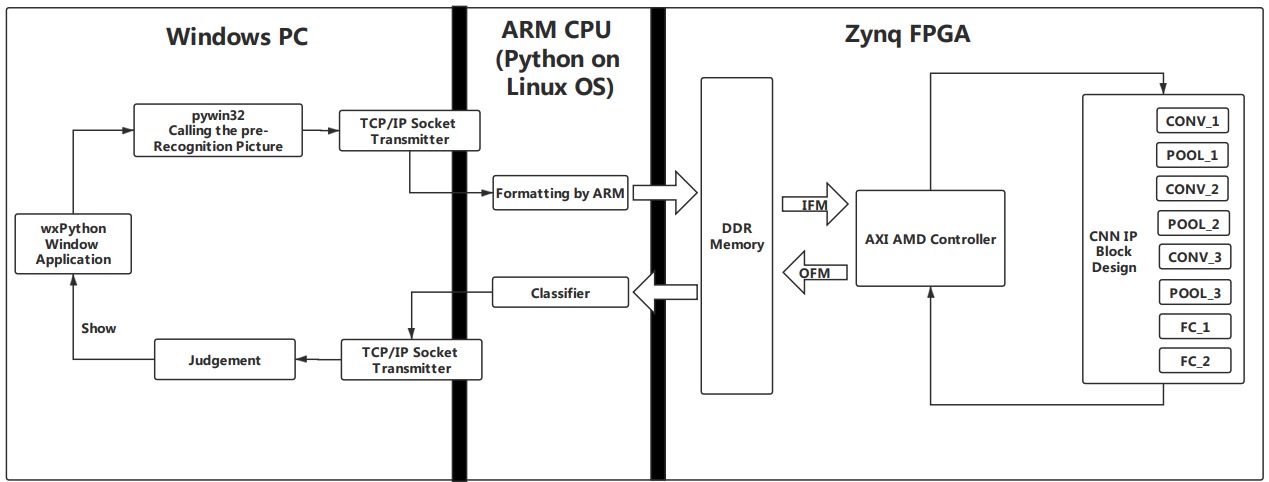 Windows PC
ARM CPU
(Python on
Linux OS)
Zynq FPGA
pywin32
Calling the pre-
Recognition Picture
TCP/IP Socket
Transmitter
Formatting by ARM
wxPython
Window
Application
Classifier
Show
Judgement
TCP/IP Socket
Transmitter
DDR
Memory
IFM
OFM
AXI AMD Controller
CNN IP
Block
Design
CONV_1
POOL_1
CONV_2
POOL_2
CONV_3
POOL_3
FC_1
FC_2